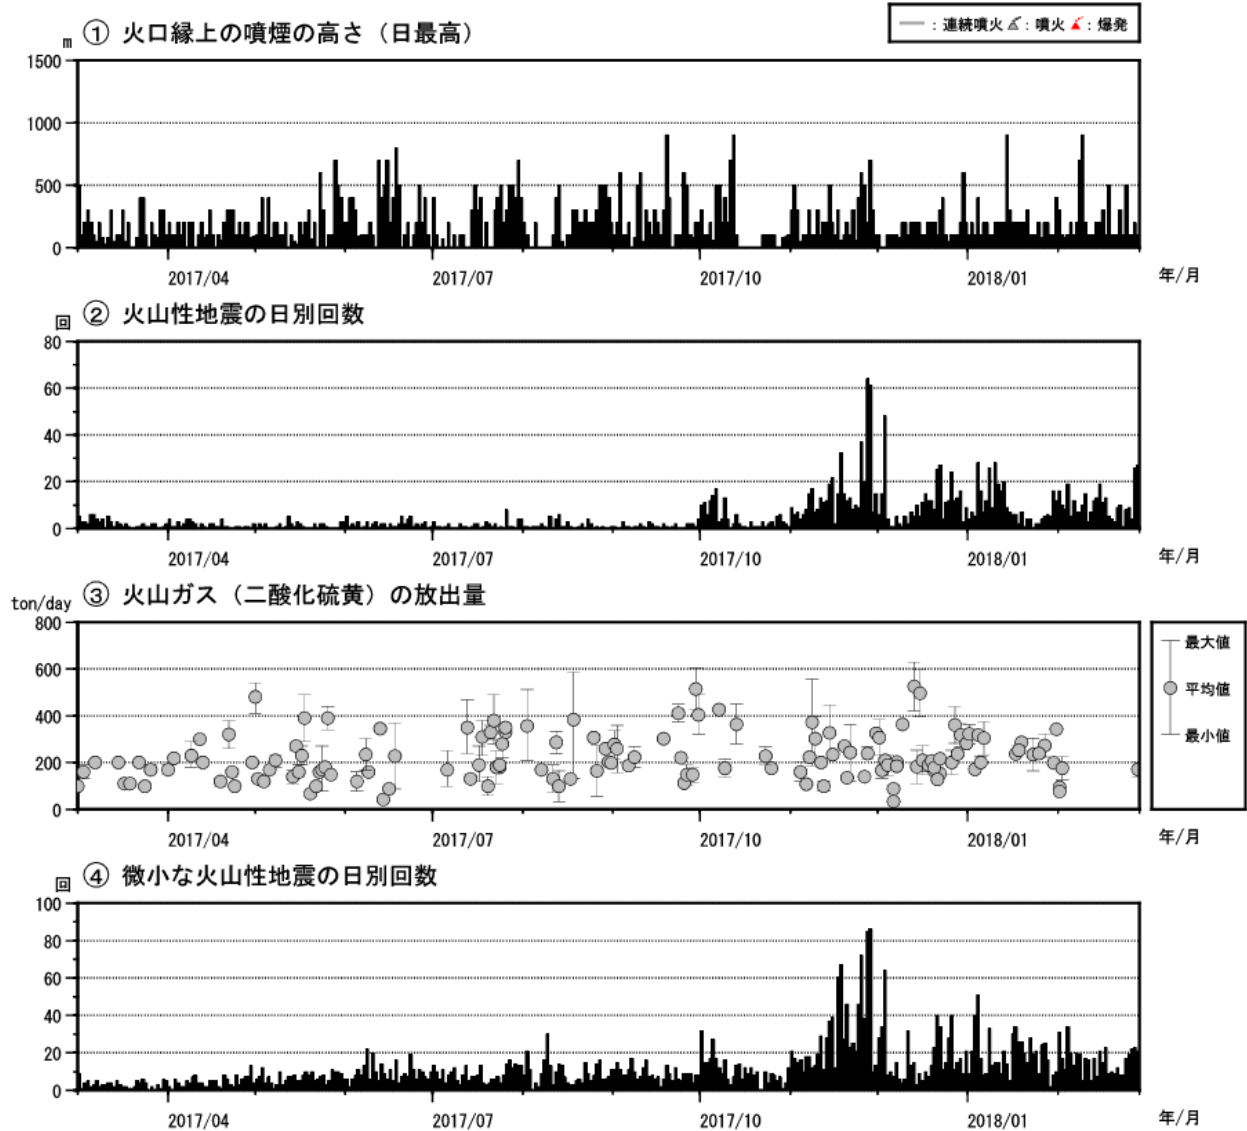 ① 火口縁上の噴煙の高さ（日最高）
― : 連続噴火 : 噴火 : 爆発
m
1500
1000
500
0
2017/04 2017/07 2017/10 2018/01 年/月
② 火山性地震の日別回数
回
80
60
40
20
0
2017/04 2017/07 2017/10 2018/01 年/月
③ 火山ガス（二酸化硫黄）の放出量
ton/day
800
600
400
200
0
最大値
平均値
最小値
2017/04 2017/07 2017/10 2018/01 年/月
④ 微小な火山性地震の日別回数
回
100
80
60
40
20
0
2017/04 2017/07 2017/10 2018/01 年/月